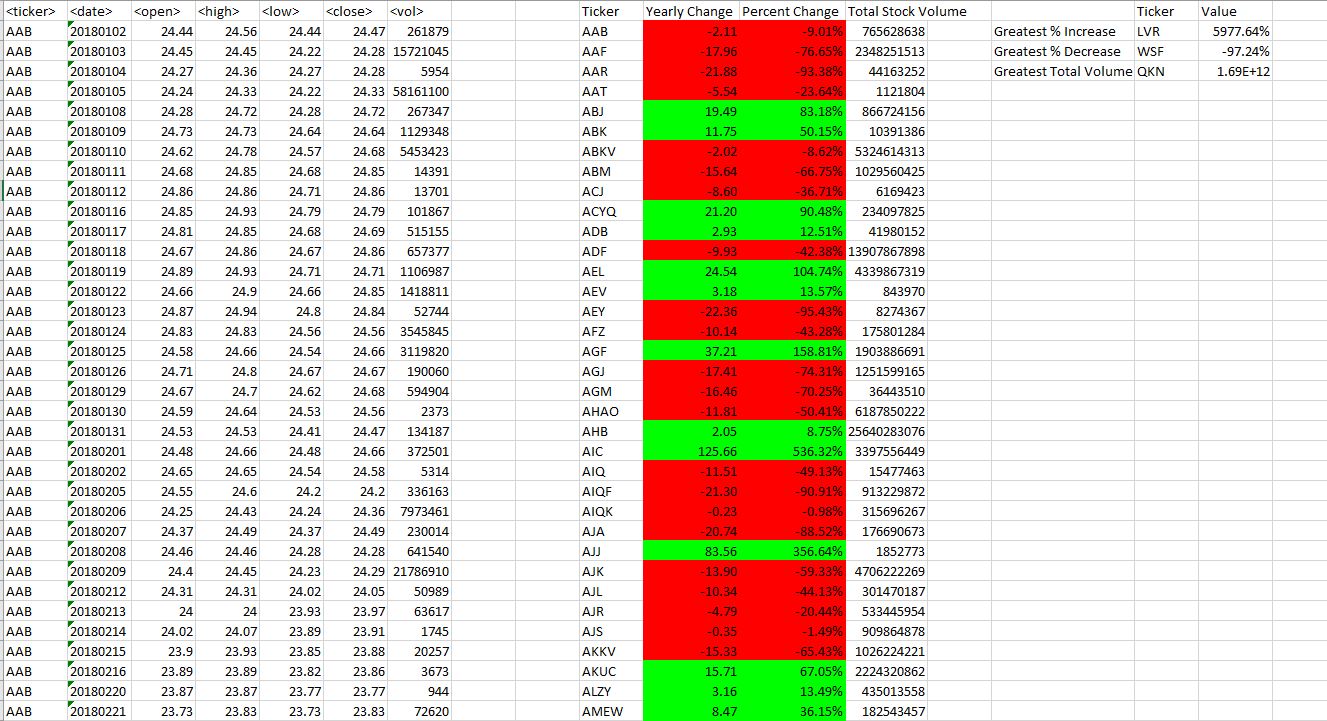 <ticker> <date> <open> <high> <low> <close> <vol> Ticker Yearly Change Percent Change Total Stock Volume Ticker Value
AAB 20180102 24.44 24.56 24.44 24.47 261879 AAB -2.11 -9.01% 765628638 Greatest % Increase LVR 5977.64%
AAB 20180103 24.45 24.45 24.22 24.28 15721045 AAF -17.96 -76.65% 2348251513 Greatest % Decrease WSF -97.24%
AAB 20180104 24.27 24.36 24.27 24.28 5954 AAR -21.88 -93.38% 44163252 Greatest Total Volume QKN 1.69E+12
AAB 20180105 24.24 24.33 24.22 24.33 58161100 AAT -5.54 -23.64% 1121804
AAB 20180108 24.28 24.72 24.28 24.72 267347 ABJ 19.49 83.18% 866724156
AAB 20180109 24.73 24.73 24.64 24.64 1129348 ABK 11.75 50.15% 10391386
AAB 20180110 24.62 24.78 24.57 24.68 5453423 ABKV -2.02 -8.62% 5324614313
AAB 20180111 24.68 24.85 24.68 24.85 14391 ABM -15.64 -66.75% 1029560425
AAB 20180112 24.86 24.86 24.71 24.86 13701 ACJ -8.60 -36.71% 6169423
AAB 20180116 24.85 24.93 24.79 24.79 101867 ACYQ 21.20 90.48% 234097825
AAB 20180117 24.81 24.85 24.68 24.69 515155 ADB 2.93 12.51% 41980152
AAB 20180118 24.67 24.86 24.67 24.86 657377 ADF -9.93 -42.38% 13907867898
AAB 20180119 24.89 24.93 24.71 24.71 1106987 AEL 24.54 104.74% 4339867319
AAB 20180122 24.66 24.9 24.66 24.85 1418811 AEV 3.18 13.57% 843970
AAB 20180123 24.87 24.94 24.8 24.84 52744 AEY -22.36 -95.43% 8274367
AAB 20180124 24.83 24.83 24.56 24.56 3545845 AFZ -10.14 -43.28% 175801284
AAB 20180125 24.58 24.66 24.54 24.66 3119820 AGF 37.21 158.81% 1903886691
AAB 20180126 24.71 24.8 24.67 24.67 190060 AGJ -17.41 -74.31% 1251599165
AAB 20180129 24.67 24.7 24.62 24.68 594904 AGM -16.46 -70.25% 36443510
AAB 20180130 24.59 24.64 24.53 24.56 2373 AHAO -11.81 -50.41% 6187850222
AAB 20180131 24.53 24.53 24.41 24.47 134187 AHB 2.05 8.75% 25640283076
AAB 20180201 24.48 24.66 24.48 24.66 372501 AIC 125.66 536.32% 3397556449
AAB 20180202 24.65 24.65 24.54 24.58 5314 AIQ -11.51 -49.13% 15477463
AAB 20180205 24.55 24.6 24.2 24.2 336163 AIQF -21.30 -90.91% 913229872
AAB 20180206 24.25 24.43 24.24 24.36 7973461 AIQK -0.23 -0.98% 315696267
AAB 20180207 24.37 24.49 24.37 24.49 230014 AJA -20.74 -88.52% 176690673
AAB 20180208 24.46 24.46 24.28 24.28 641540 AJJ 83.56 356.64% 1852773
AAB 20180209 24.4 24.45 24.23 24.29 21786910 AJK -13.90 -59.33% 4706222269
AAB 20180212 24.31 24.31 24.02 24.05 50989 AJL -10.34 -44.13% 301470187
AAB 20180213 24 24 23.93 23.97 63617 AJR -4.79 -20.44% 533445954
AAB 20180214 24.02 24.07 23.89 23.91 1745 AJS -0.35 -1.49% 909864878
AAB 20180215 23.9 23.93 23.85 23.88 20257 AKKV -15.33 -65.43% 1026224221
AAB 20180216 23.89 23.89 23.82 23.86 3673 AKUC 15.71 67.05% 2224320862
AAB 20180220 23.87 23.87 23.77 23.77 944 ALZY 3.16 13.49% 435013558
AAB 20180221 23.73 23.83 23.73 23.83 72620 AMEW 8.47 36.15% 182543457